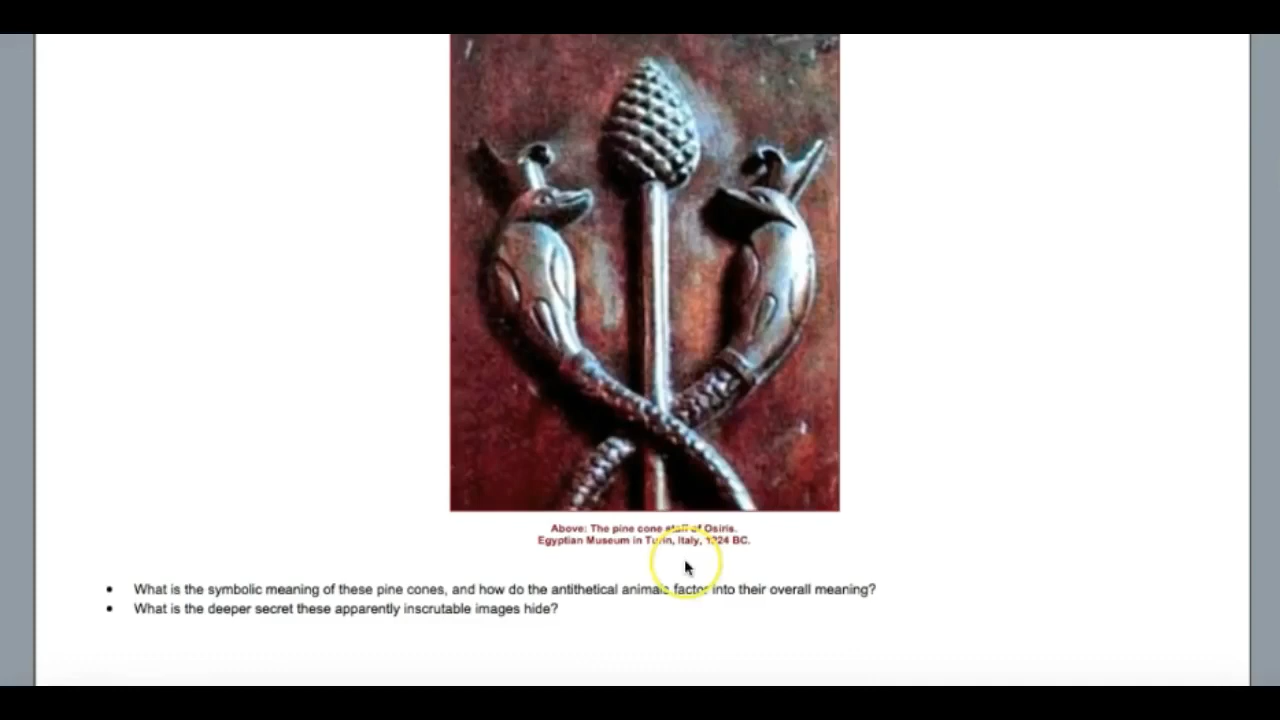 Above: The pine cone staff of Osiris.
Egyptian Museum in Turin, Italy, 1224 BC.
• What is the symbolic meaning of these pine cones, and how do the antithetical animals factor into their overall meaning?
• What is the deeper secret these apparently inscrutable images hide?